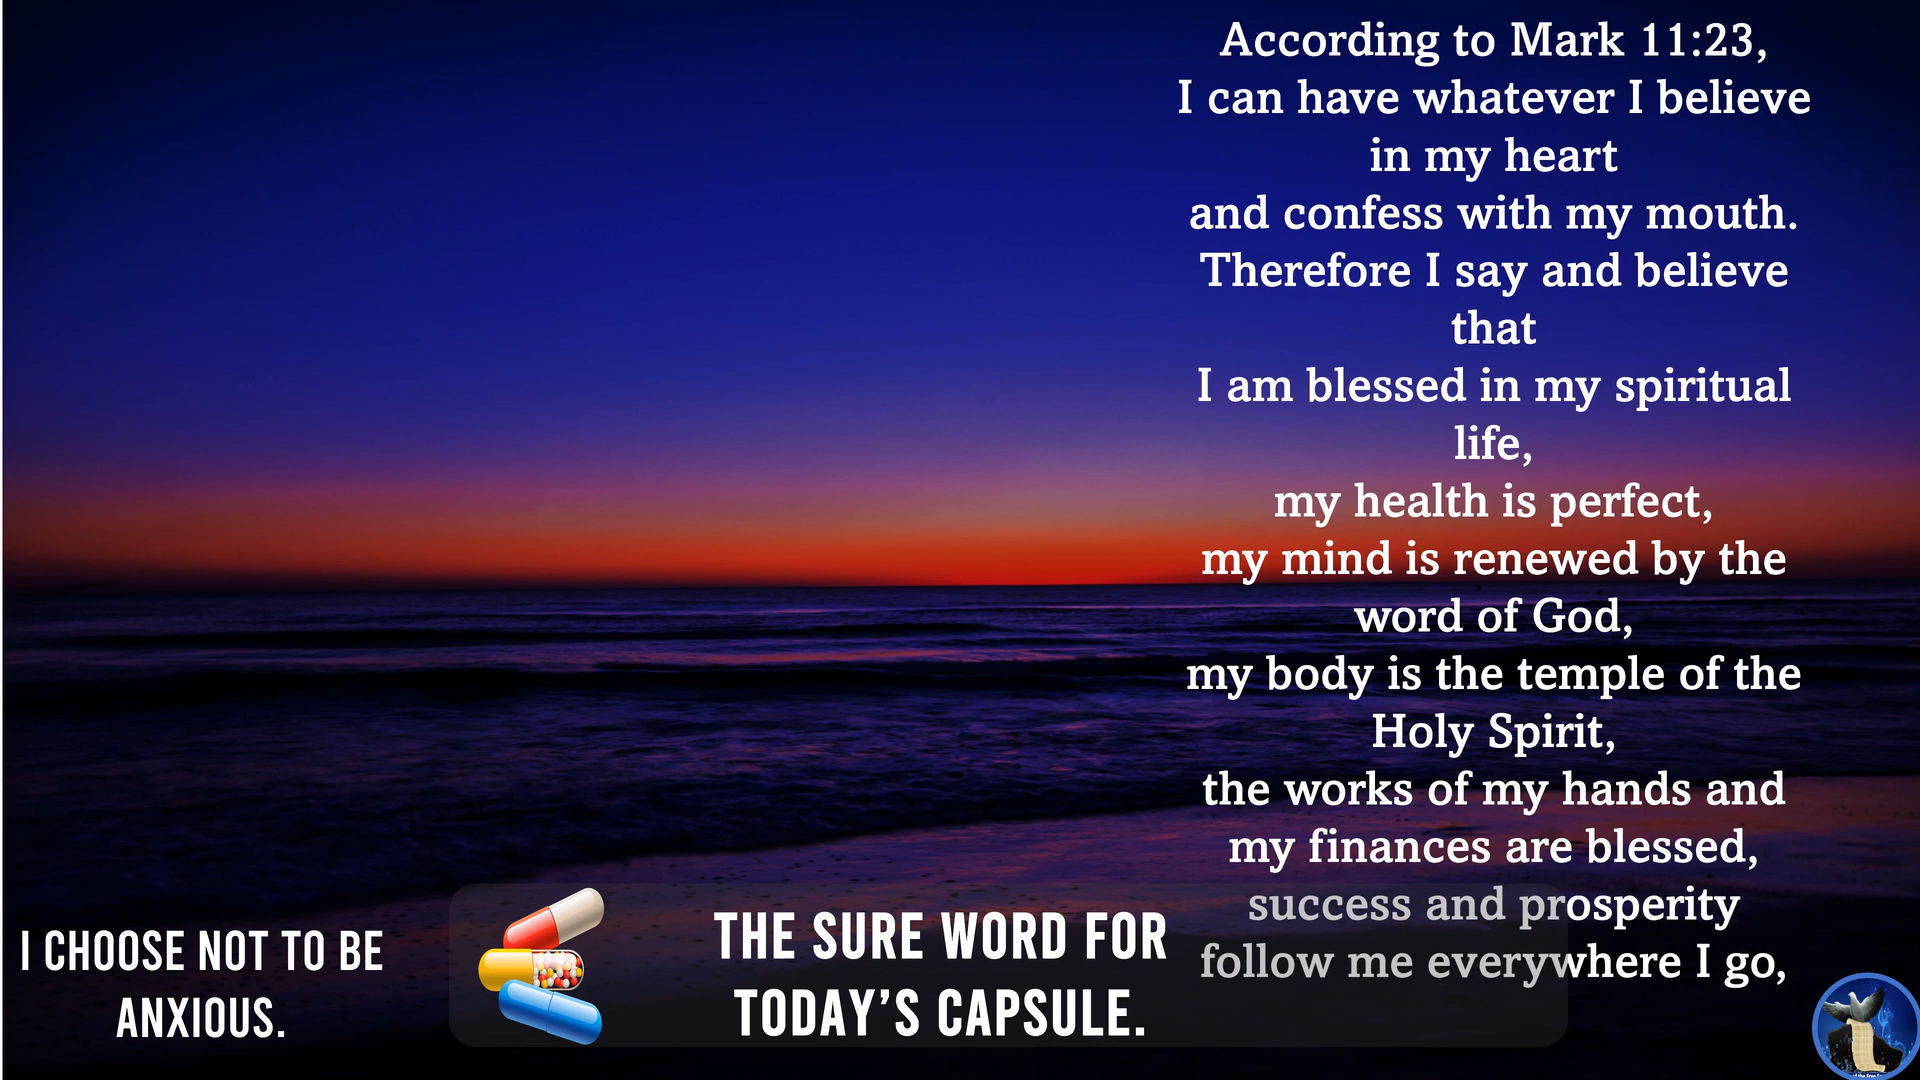 According to Mark 11:23,
I can have whatever I believe
in my heart
and confess with my mouth.
Therefore I say and believe
that
I am blessed in my spiritual
life,
my health is perfect,
my mind is renewed by the
word of God,
my body is the temple of the
Holy Spirit,
the works of my hands and
my finances are blessed,
success and prosperity
follow me everywhere I go,
I CHOOSE NOT TO BE
ANXIOUS.
THE SURE WORD FOR
TODAY’S CAPSULE.